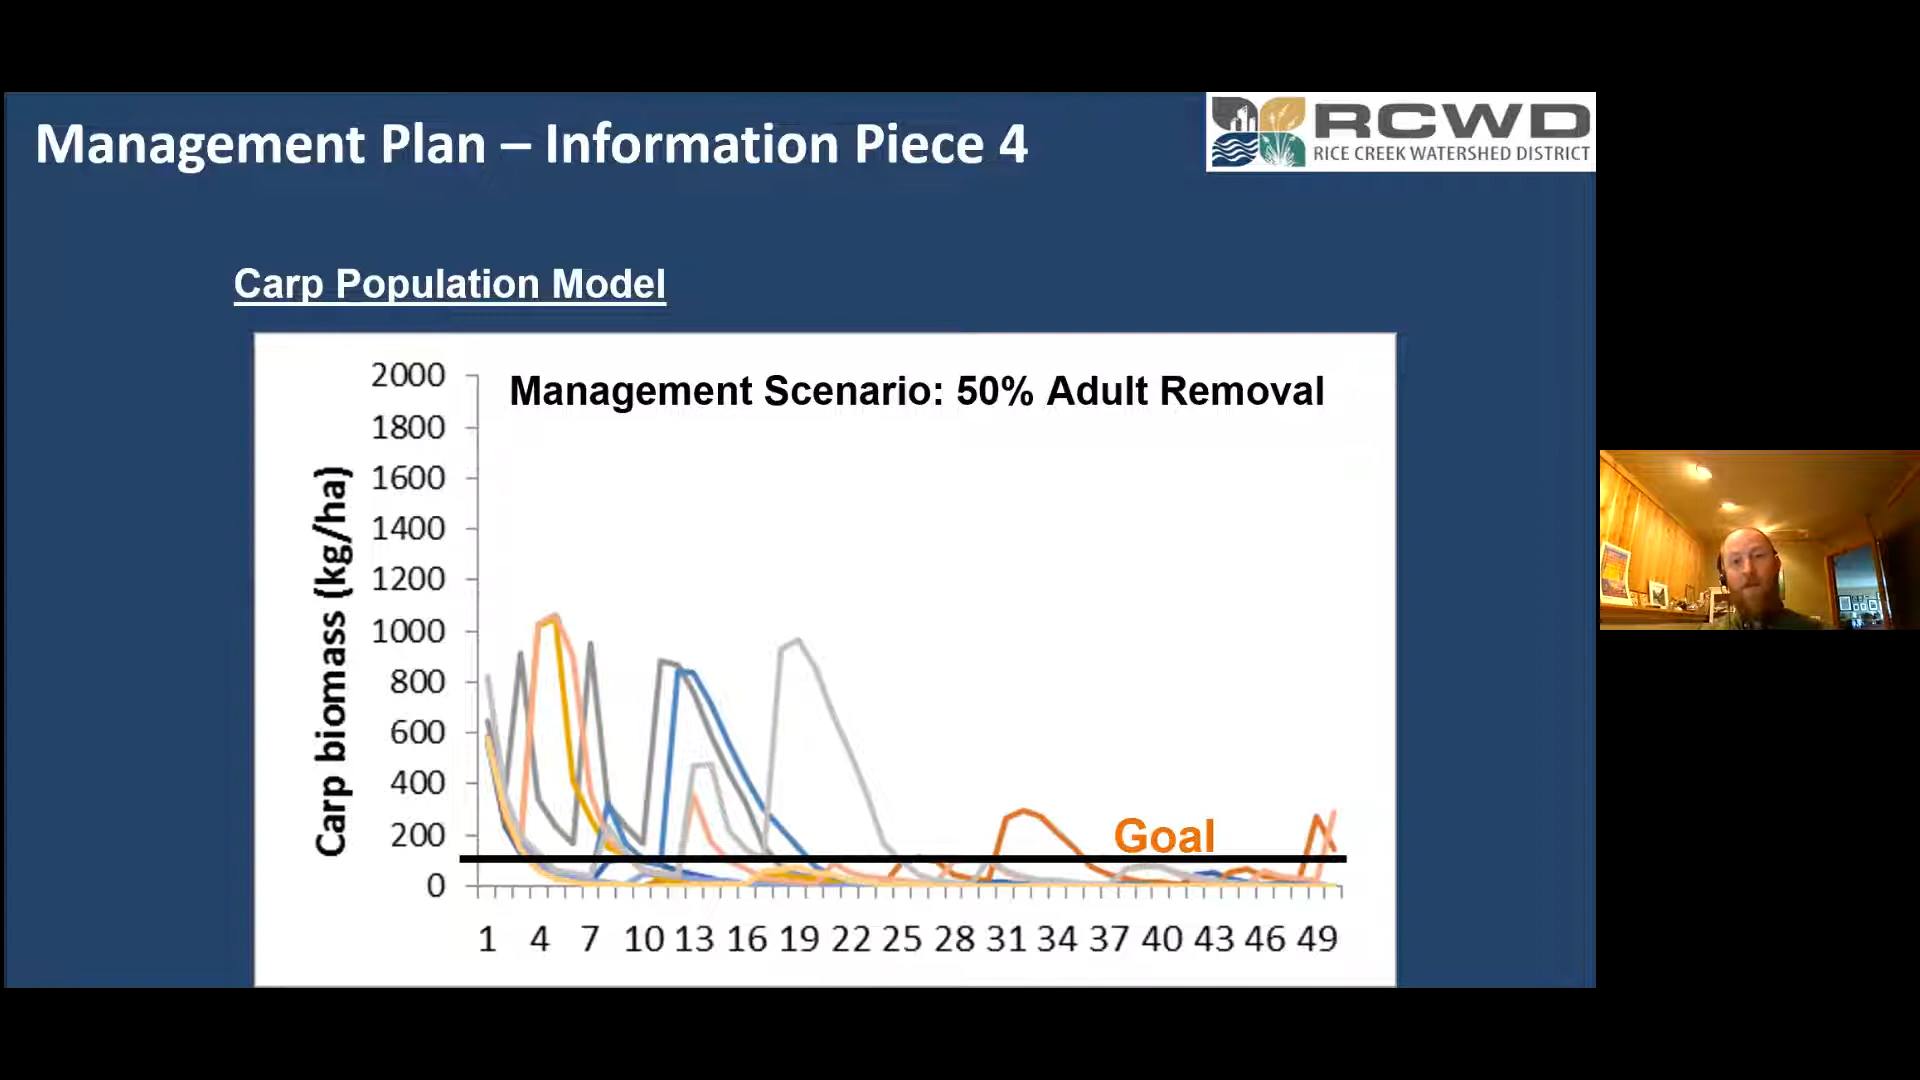 Management Plan – Information Piece 4
RCWD
RICE CREEK WATERSHED DISTRICT
Carp Population Model
Management Scenario: 50% Adult Removal
Carp biomass (kg/ha)
2000
1800
1600
1400
1200
1000
800
600
400
200
0
Goal
1 4 7 10 13 16 19 22 25 28 31 34 37 40 43 46 49